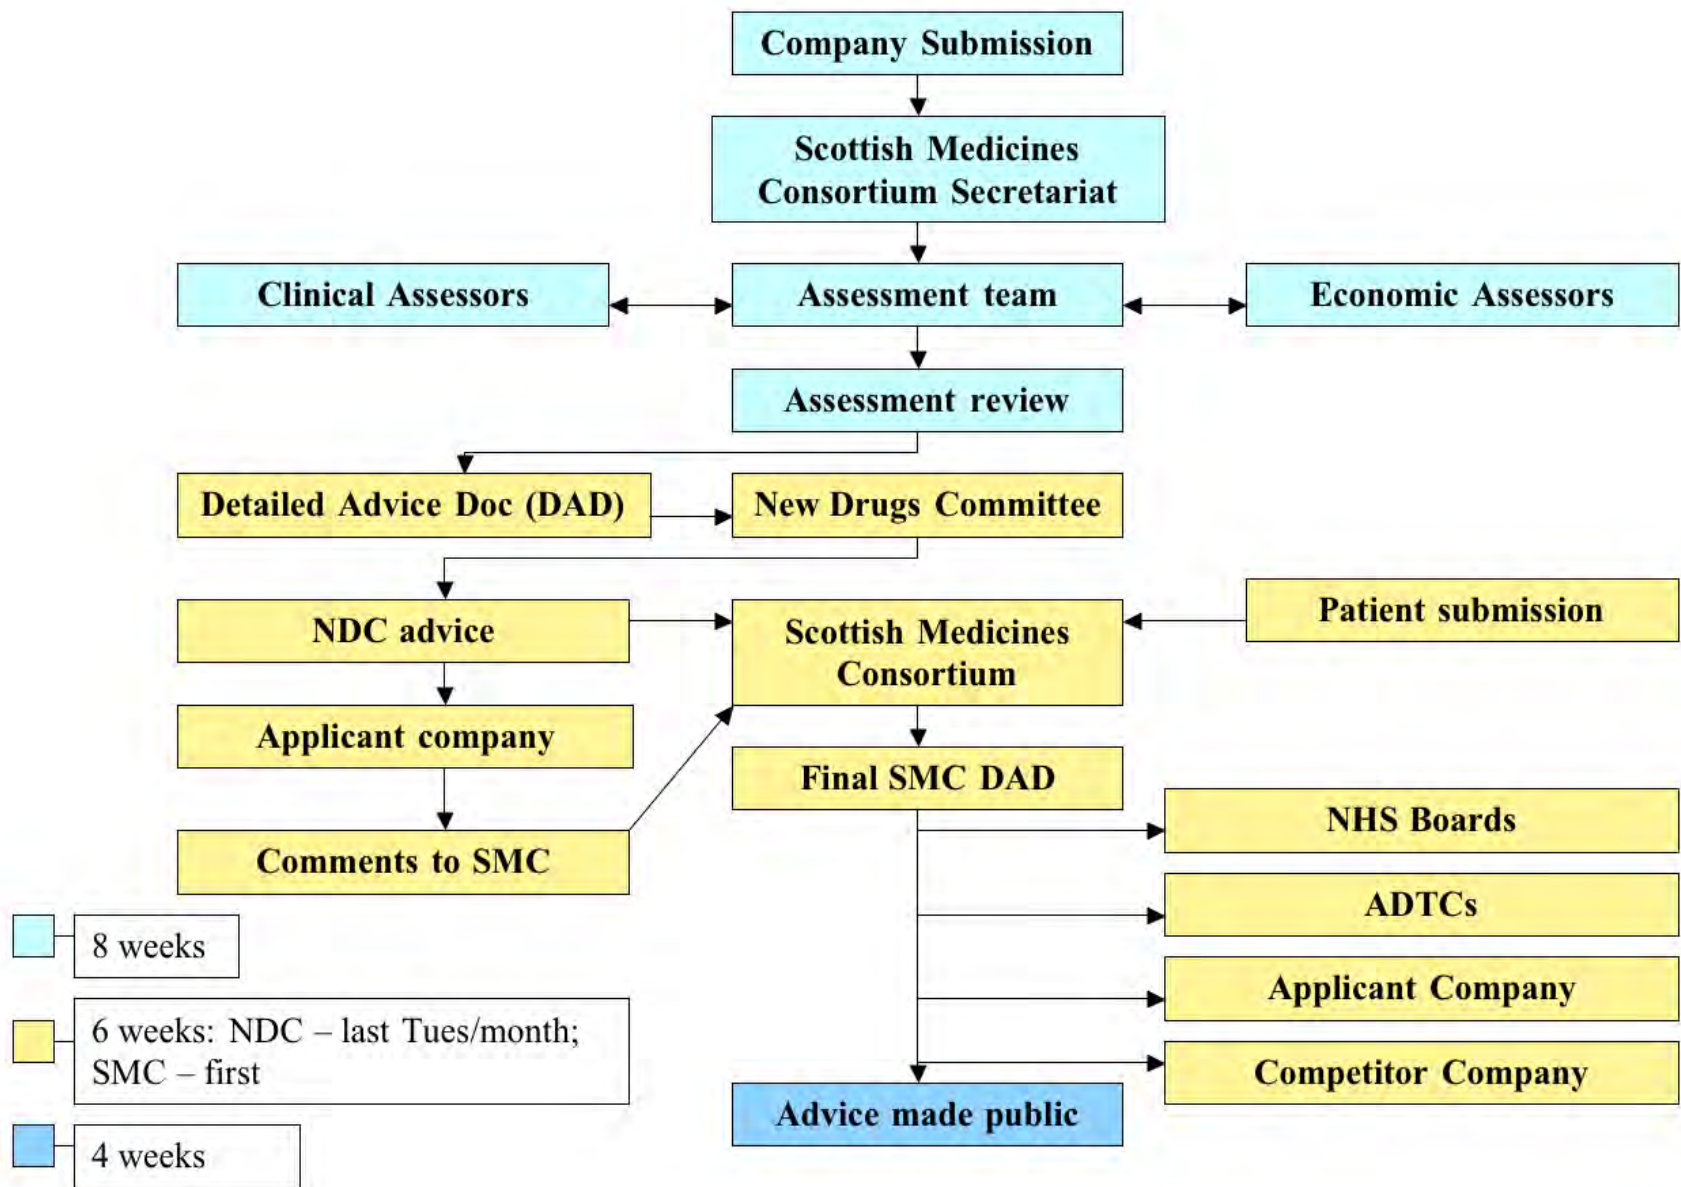 Company Submission
Scottish Medicines
Consortium Secretariat
Clinical Assessors
Assessment team
Economic Assessors
Assessment review
Detailed Advice Doc (DAD)
New Drugs Committee
NDC advice
Scottish Medicines
Consortium
Patient submission
Applicant company
Final SMC DAD
Comments to SMC
NHS Boards
ADTCs
Applicant Company
Competitor Company
Advice made public
8 weeks
6 weeks: NDC – last Tues/month;
SMC – first
4 weeks